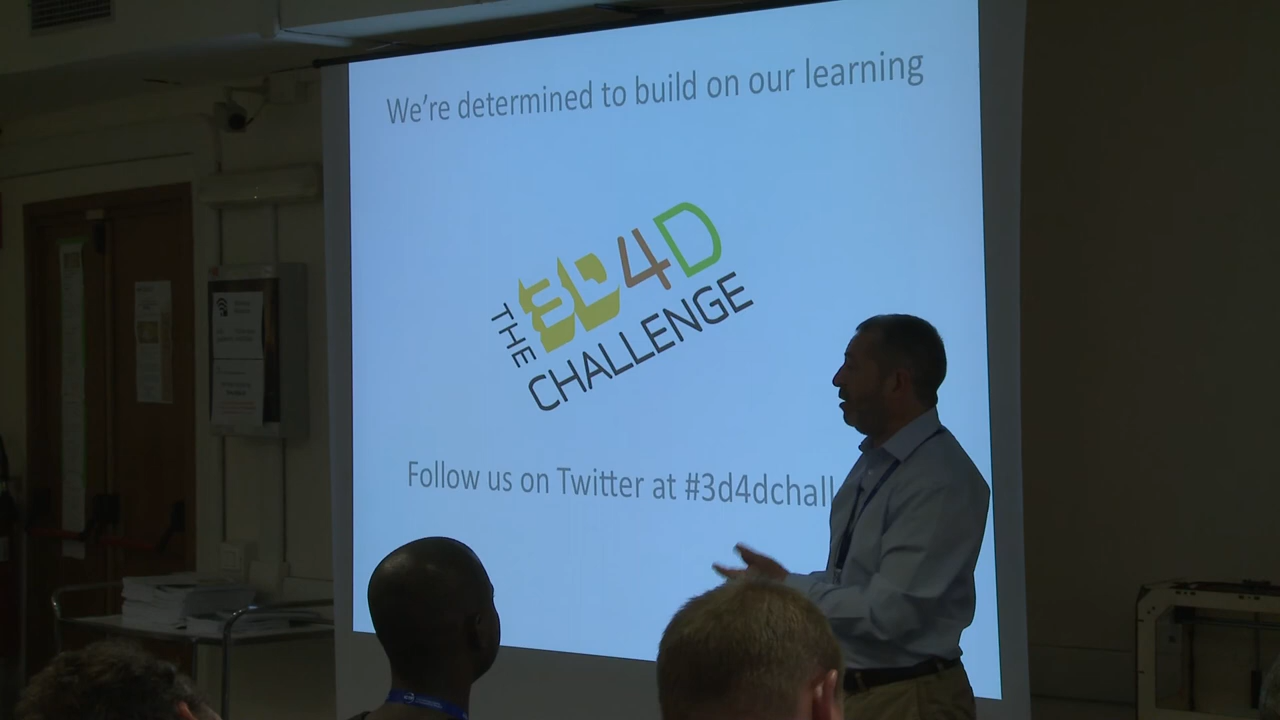 We're determined to build on our learning
THE
3D4D
CHALLENGE
Follow us on Twitter at #3d4dchall